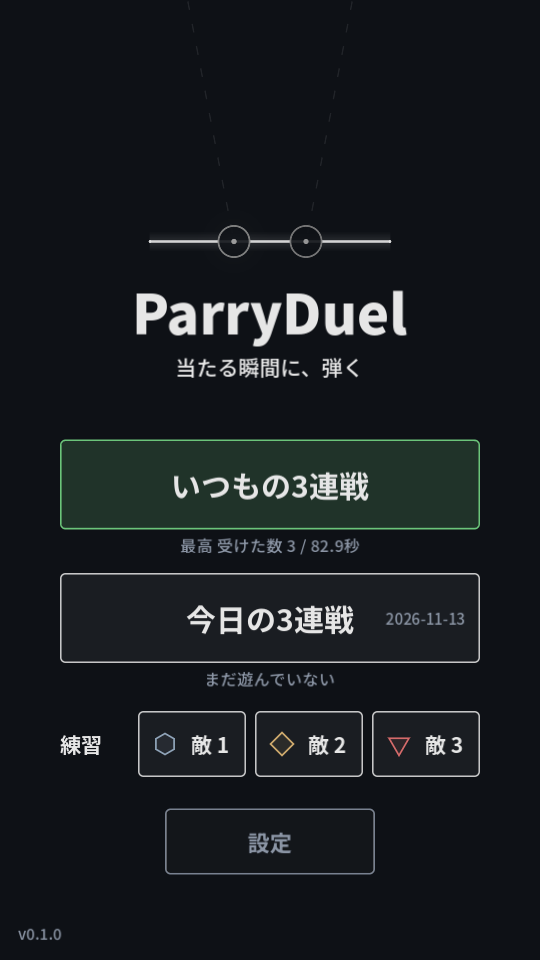 ParryDuel
当たる瞬間に、弾く
いつもの3連戦
最高 受けた数 3 / 82.9秒
今日の3連戦 2026-11-13
まだ遊んでいない
練習 敵 1 敵 2 敵 3
設定
v0.1.0